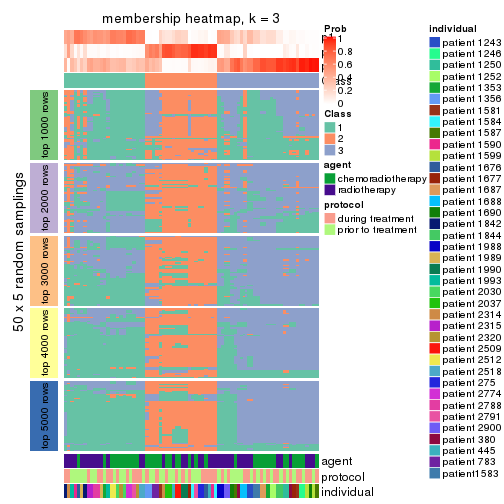 membership heatmap, k = 3
50 x 5 random samplings
top 1000 rows
top 2000 rows
top 3000 rows
top 4000 rows
top 5000 rows
agent
protocol
individual
Prob
1
0.8
0.6
0.4
0.2
0
Class
1
2
3
agent
chemoradiotherapy
radiotherapy
protocol
during treatment
prior to treatment
individual
patient 1243
patient 1246
patient 1250
patient 1252
patient 1353
patient 1356
patient 1581
patient 1584
patient 1587
patient 1590
patient 1599
patient 1676
patient 1677
patient 1687
patient 1688
patient 1690
patient 1842
patient 1844
patient 1988
patient 1989
patient 1990
patient 1993
patient 2030
patient 2037
patient 2314
patient 2315
patient 2320
patient 2509
patient 2512
patient 2518
patient 275
patient 2774
patient 2788
patient 2791
patient 2900
patient 380
patient 445
patient 783
patient1583